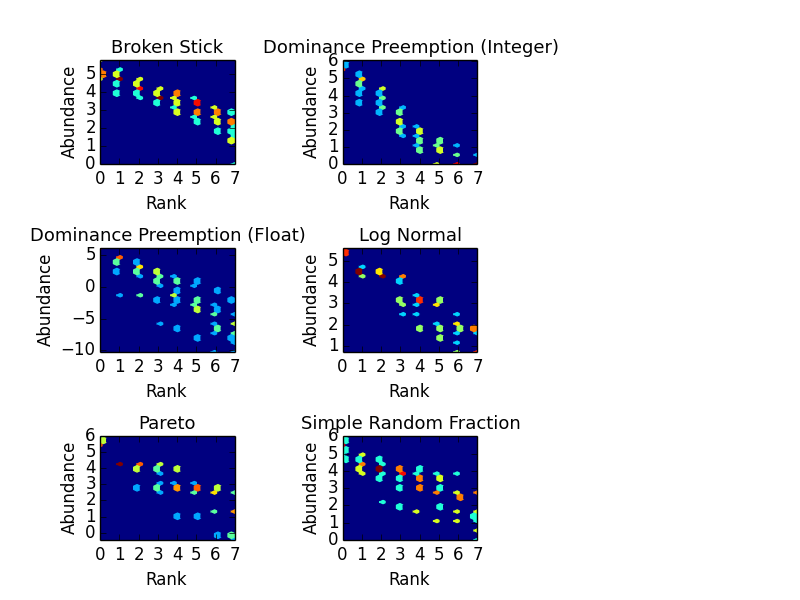 Broken Stick
Dominance Preemption (Integer)
Abundance
5
4
3
2
1
0
0 1 2 3 4 5 6 7
Rank
Abundance
6
5
4
3
2
1
0
0 1 2 3 4 5 6 7
Rank
Dominance Preemption (Float)
Log Normal
Abundance
5
0
−5
−10
0 1 2 3 4 5 6 7
Rank
Abundance
5
4
3
2
1
0 1 2 3 4 5 6 7
Rank
Pareto
Simple Random Fraction
Abundance
6
5
4
3
2
1
0
0 1 2 3 4 5 6 7
Rank
Abundance
6
5
4
3
2
1
0
0 1 2 3 4 5 6 7
Rank